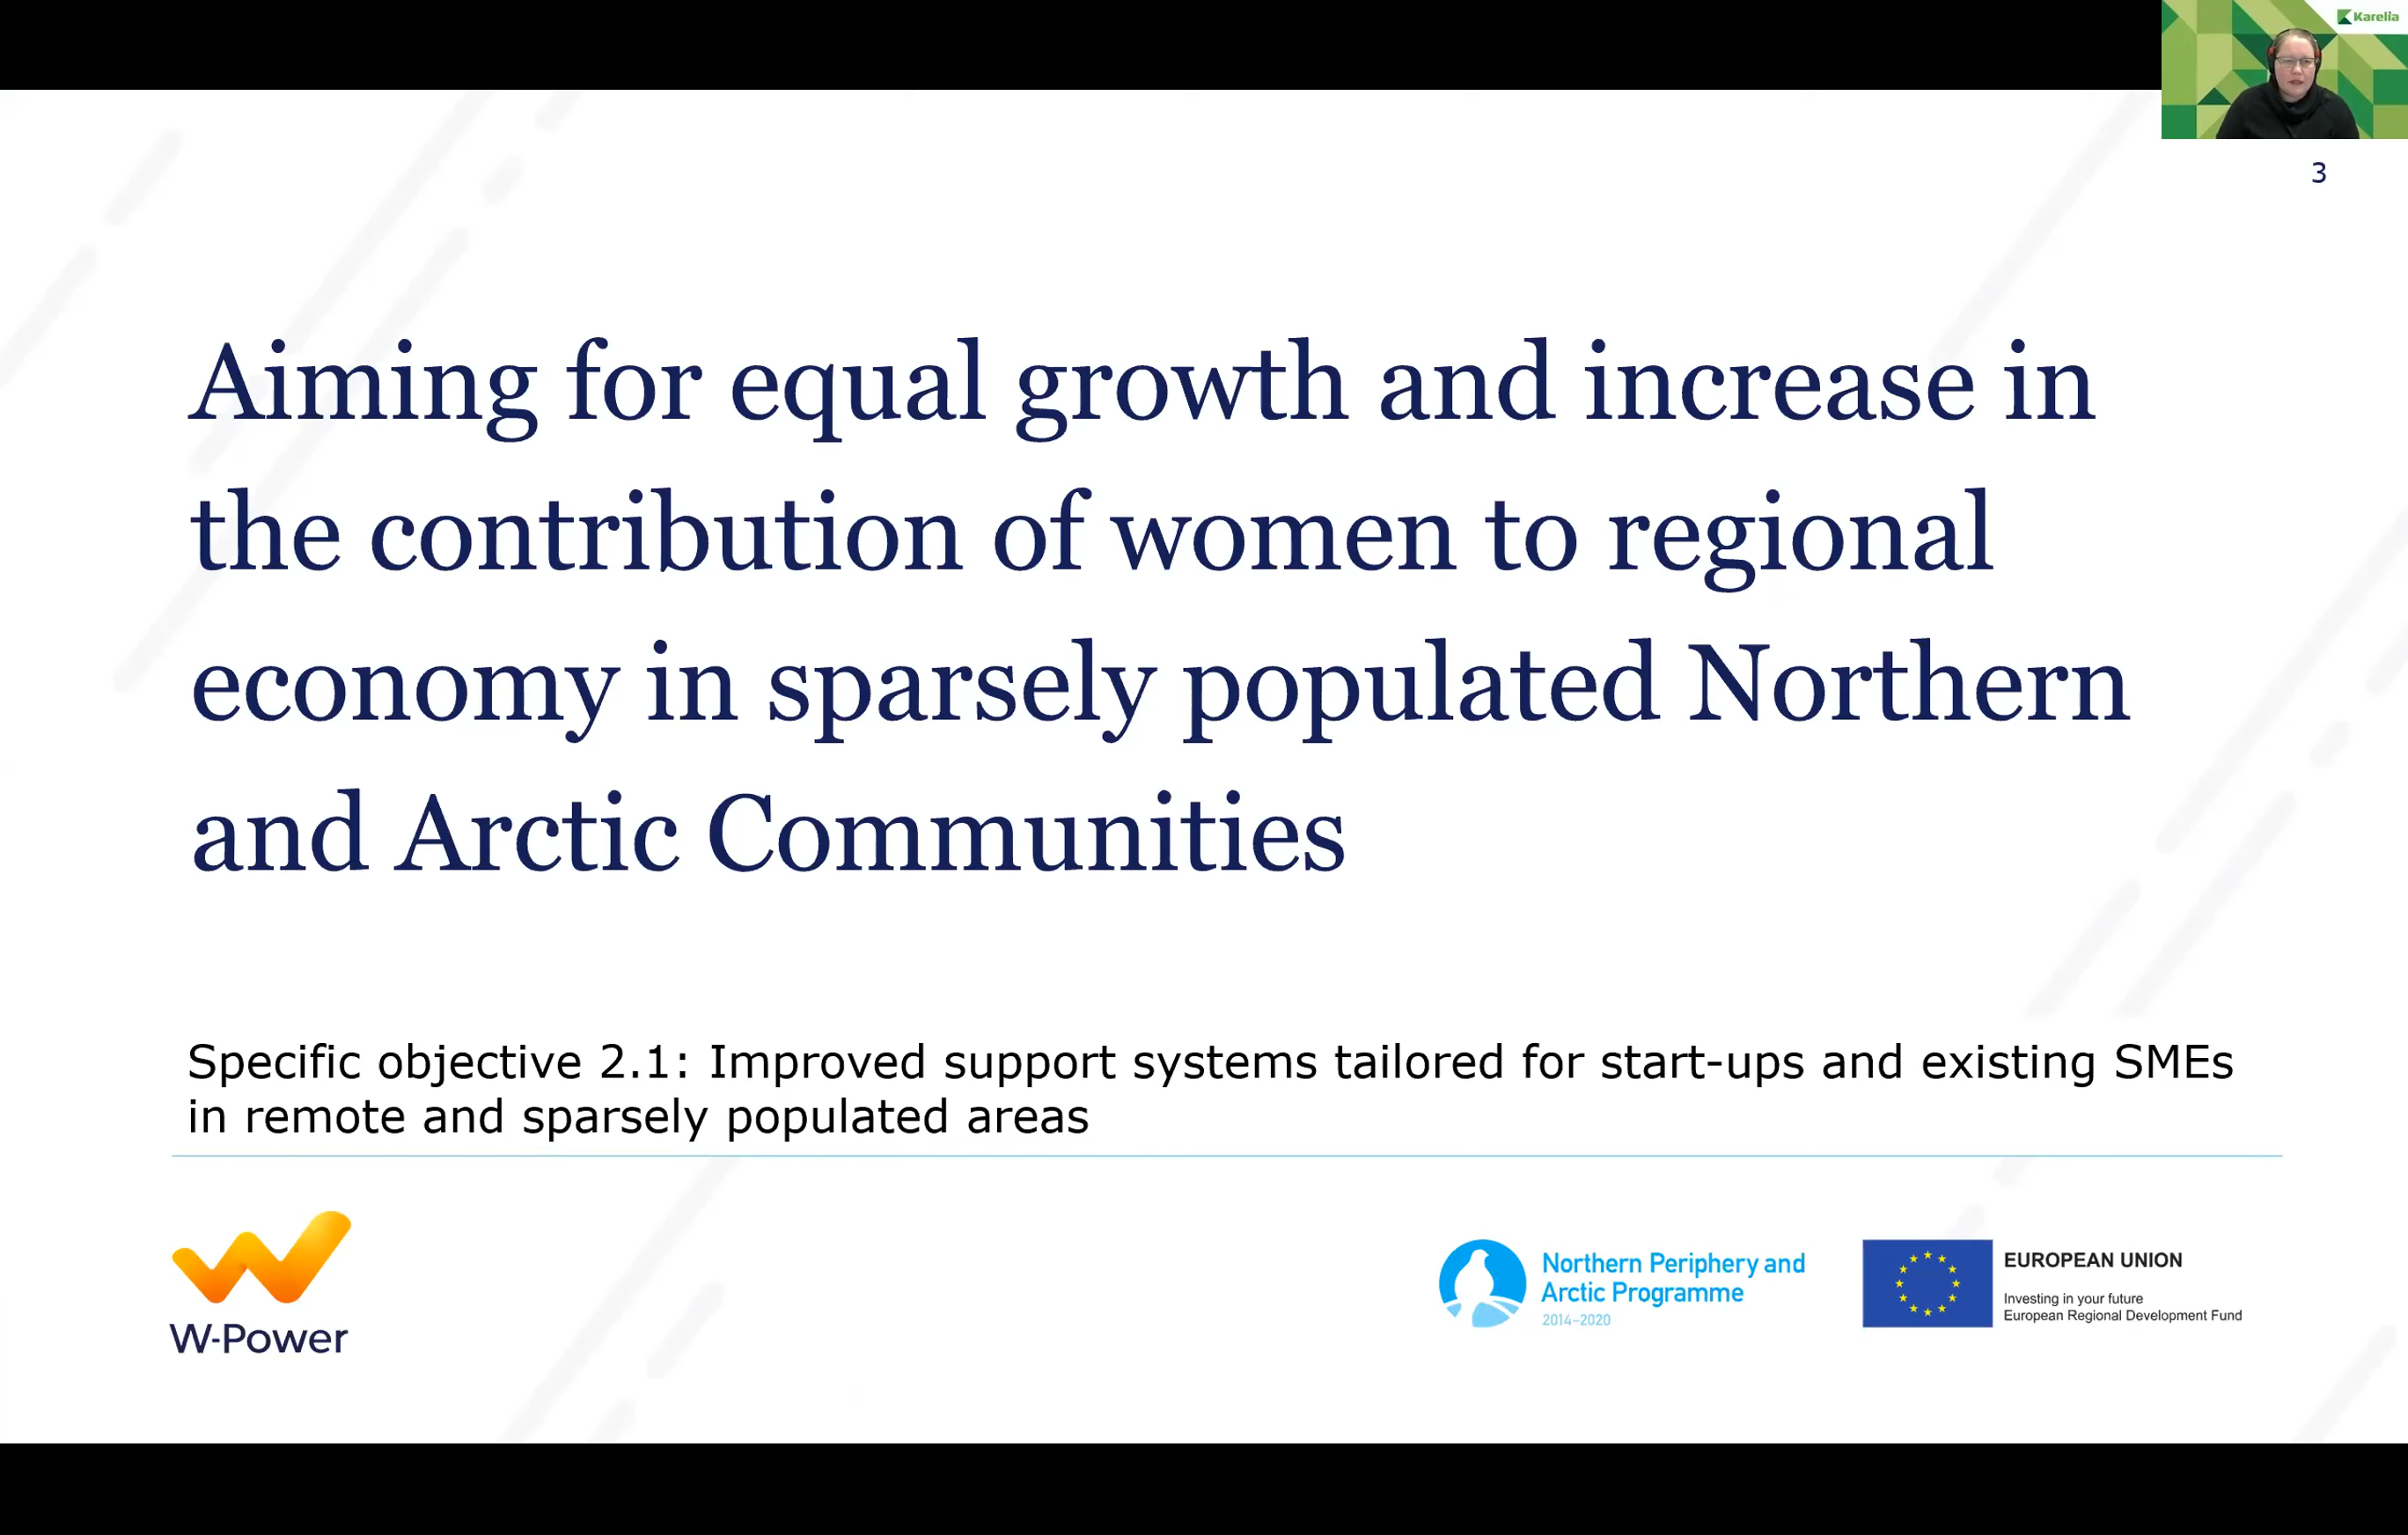 Karelia
3
Aiming for equal growth and increase in
the contribution of women to regional
economy in sparsely populated Northern
and Arctic Communities
Specific objective 2.1: Improved support systems tailored for start-ups and existing SMEs
in remote and sparsely populated areas
W-Power
Northern Periphery and
Arctic Programme
2014–2020
EUROPEAN UNION
Investing in your future
European Regional Development Fund